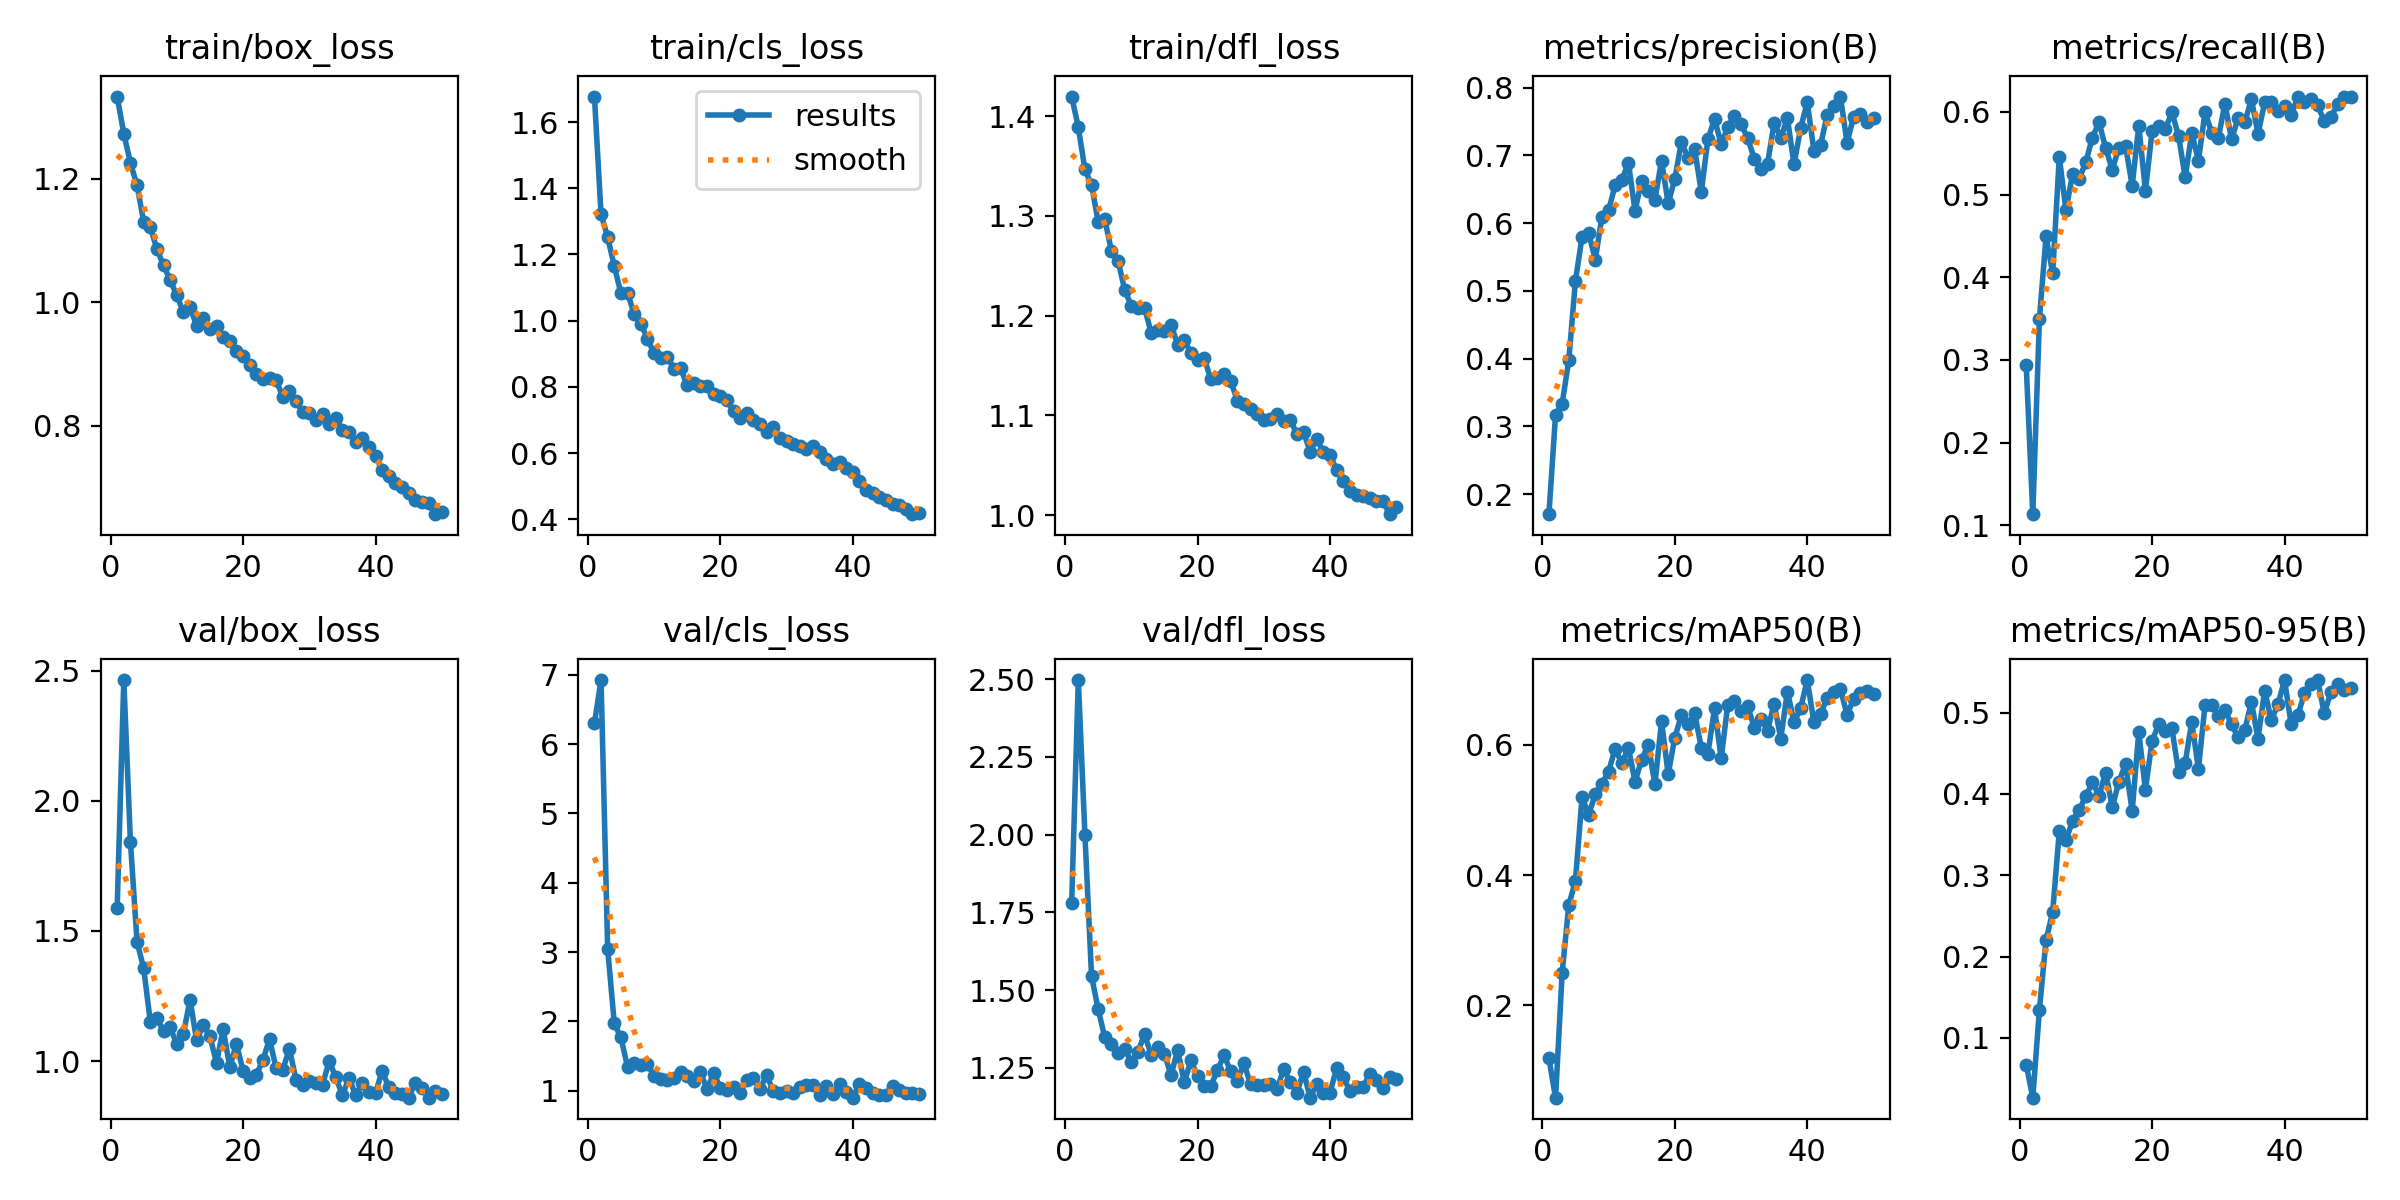 train/box_loss
1.2
1.0
0.8
0 20 40
train/cls_loss
results
smooth
1.6
1.4
1.2
1.0
0.8
0.6
0.4
0 20 40
train/dfl_loss
1.4
1.3
1.2
1.1
1.0
0 20 40
metrics/precision(B)
0.8
0.7
0.6
0.5
0.4
0.3
0.2
0 20 40
metrics/recall(B)
0.6
0.5
0.4
0.3
0.2
0.1
0 20 40
val/box_loss
2.5
2.0
1.5
1.0
0 20 40
val/cls_loss
7
6
5
4
3
2
1
0 20 40
val/dfl_loss
2.50
2.25
2.00
1.75
1.50
1.25
0 20 40
metrics/mAP50(B)
0.6
0.4
0.2
0 20 40
metrics/mAP50-95(B)
0.5
0.4
0.3
0.2
0.1
0 20 40